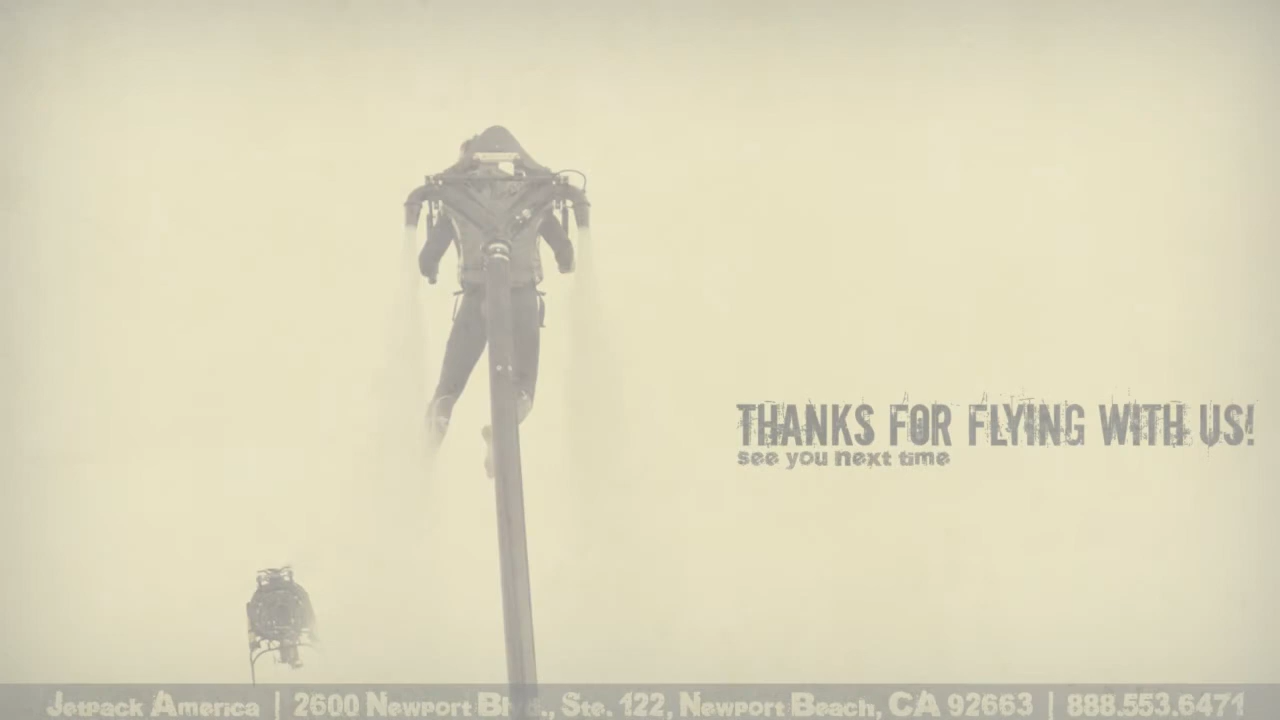 THANKS FOR FLYING WITH US!
see you next time
Jetpack America | 2600 Newport Blvd., Ste. 122, Newport Beach, CA 92663 | 888.553.6471